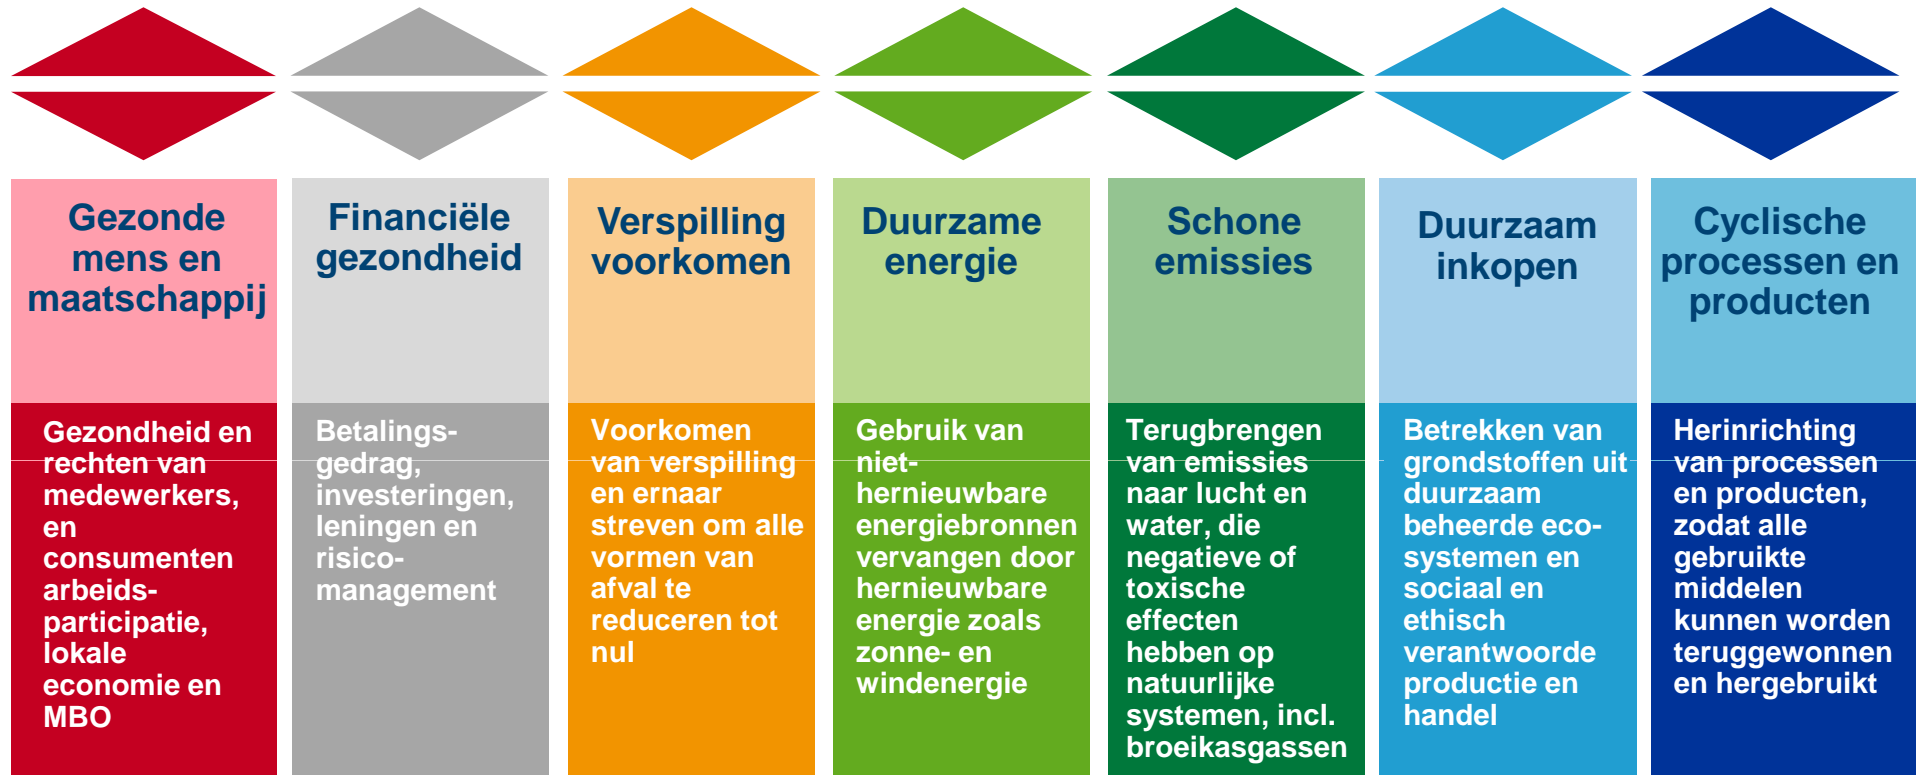 Gezonde
mens en
maatschappij
Financiële
gezondheid
Verspilling
voorkomen
Duurzame
energie
Schone
emissies
Duurzaam
inkopen
Cyclische
processen en
producten
Gezondheid en
rechten van
medewerkers,
en
consumenten
arbeids-
participatie,
lokale
economie en
MBO
Betalings-
gedrag,
investeringen,
leningen en
risico-
management
Voorkomen
van verspilling
en ernaar
streven om alle
vormen van
afval te
reduceren tot
nul
Gebruik van
niet-
hernieuwbare
energiebronnen
vervangen door
hernieuwbare
energie zoals
zonne- en
windenergie
Terugbrengen
van emissies
naar lucht en
water, die
negatieve of
toxische
effecten
hebben op
natuurlijke
systemen, incl.
broeikasgassen
Betrekken van
grondstoffen uit
duurzaam
beheerde eco-
systemen en
sociaal en
ethisch
verantwoorde
productie en
handel
Herinrichting
van processen
en producten,
zodat alle
gebruikte
middelen
kunnen worden
teruggewonnen
en hergebruikt